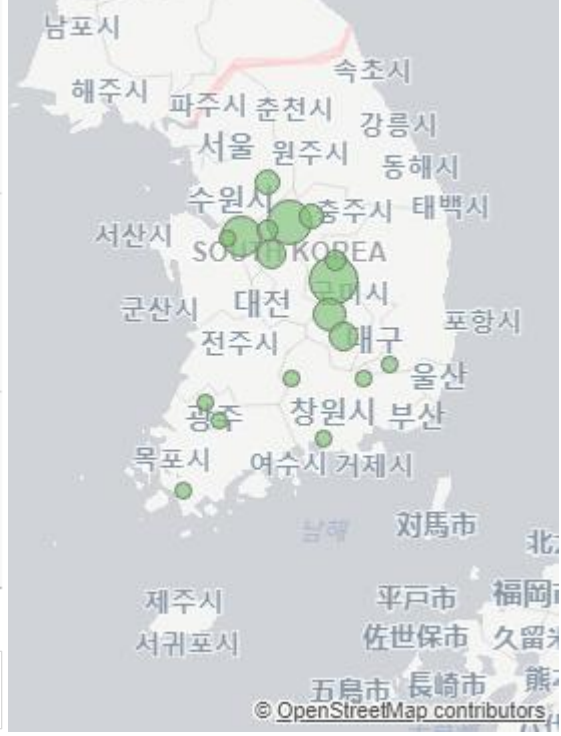 남포시
속초시
해주시
파주시
춘천시
강릉시
서울
원주시
동해시
수원시
충주시
태백시
서산시
SOUTH KOREA
구미시
군산시
대전
포항시
전주시
대구
울산
광주
창원시
부산
목포시
여수시
거제시
対馬市
남해
北
제주시
平戸市
福岡
서귀포시
佐世保市
久留
五島市
長崎市
熊
© OpenStreetMap contributors